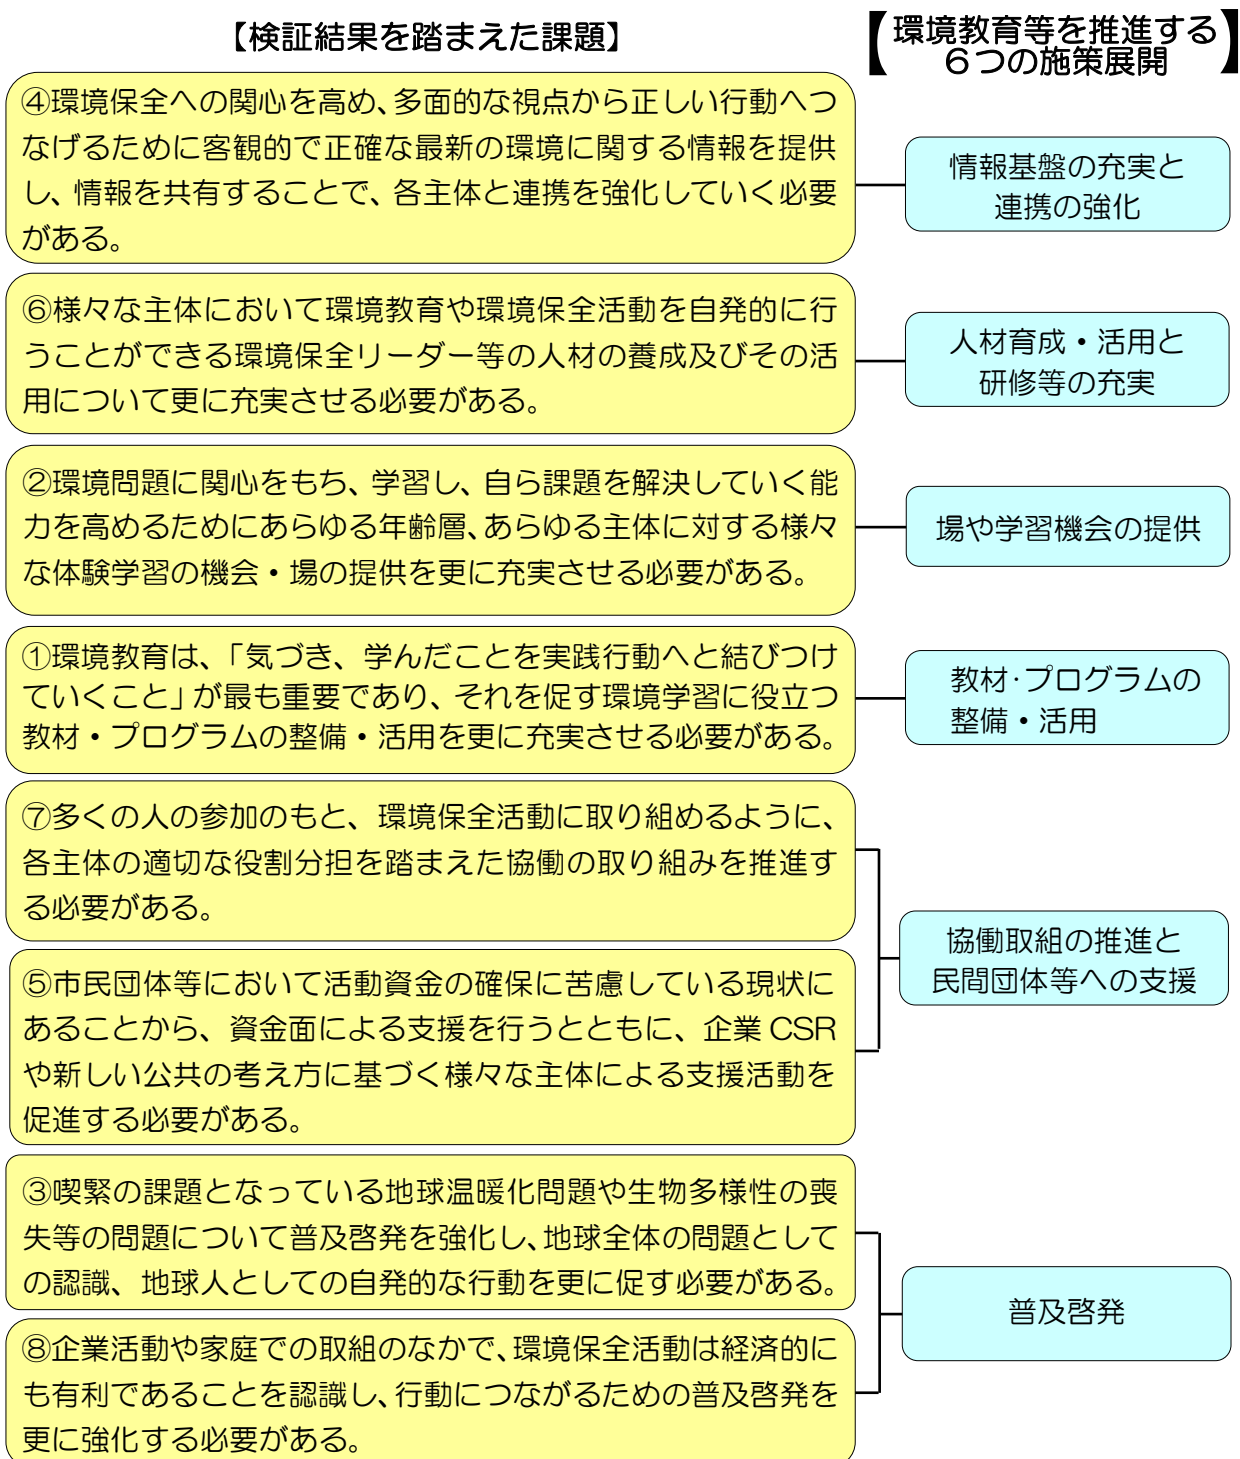 【検証結果を踏まえた課題】
【環境教育等を推進する
６つの施策展開】
④環境保全への関心を高め、多面的な視点から正しい行動へつ
なげるために客観的で正確な最新の環境に関する情報を提供
し、情報を共有することで、各主体と連携を強化していく必要
がある。
情報基盤の充実と
連携の強化
⑥様々な主体において環境教育や環境保全活動を自発的に行
うことができる環境保全リーダー等の人材の養成及びその活
用について更に充実させる必要がある。
人材育成・活用と
研修等の充実
②環境問題に関心をもち、学習し、自ら課題を解決していく能
力を高めるためにあらゆる年齢層、あらゆる主体に対する様々
な体験学習の機会・場の提供を更に充実させる必要がある。
場や学習機会の提供
①環境教育は、「気づき、学んだことを実践行動へと結びつけ
ていくこと」が最も重要であり、それを促す環境学習に役立つ
教材・プログラムの整備・活用を更に充実させる必要がある。
教材・プログラムの
整備・活用
⑦多くの人の参加のもと、環境保全活動に取り組めるように、
各主体の適切な役割分担を踏まえた協働の取り組みを推進す
る必要がある。
⑤市民団体等において活動資金の確保に苦慮している現状に
あることから、資金面による支援を行うとともに、企業 CSR
や新しい公共の考え方に基づく様々な主体による支援活動を
促進する必要がある。
協働取組の推進と
民間団体等への支援
③喫緊の課題となっている地球温暖化問題や生物多様性の喪
失等の問題について普及啓発を強化し、地球全体の問題として
の認識、地球人としての自発的な行動を更に促す必要がある。
⑧企業活動や家庭での取組のなかで、環境保全活動は経済的に
も有利であることを認識し、行動につながるための普及啓発を
更に強化する必要がある。
普及啓発